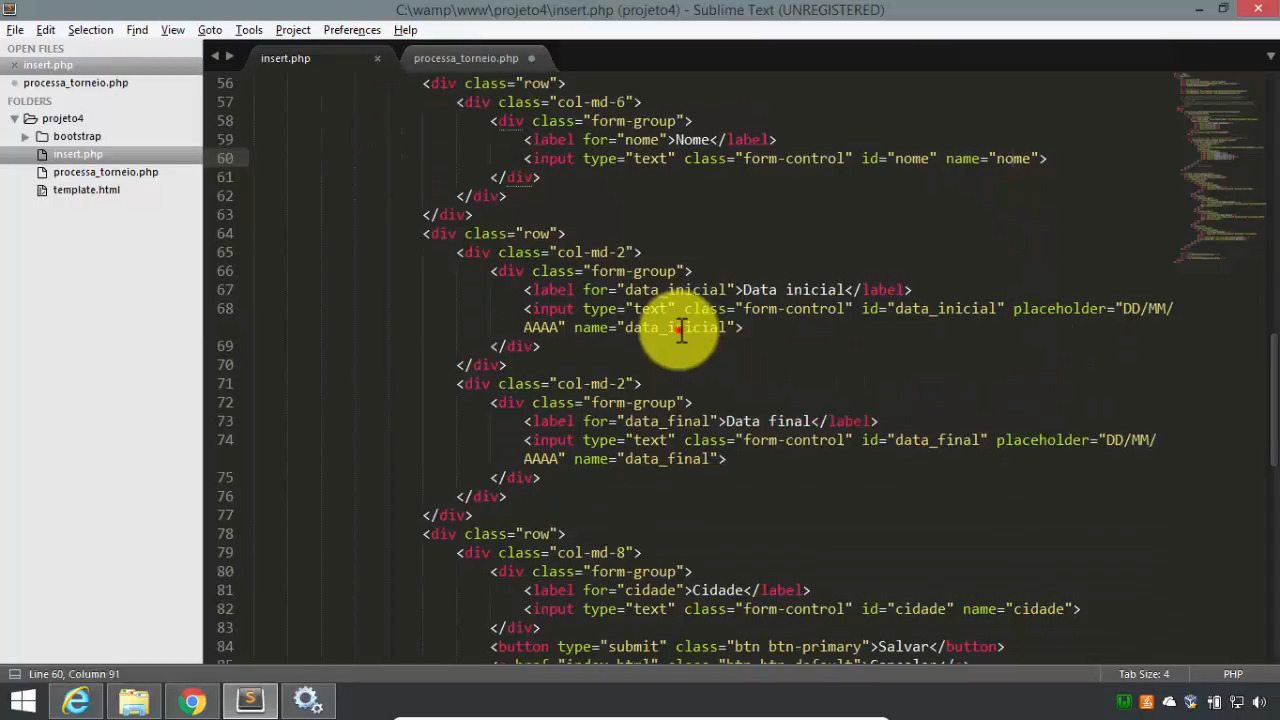 C:\wamp\www\projeto4\insert.php (projeto4) - Sublime Text (UNREGISTERED)
File Edit Selection Find View Goto Tools Project Preferences Help
OPEN FILES
insert.php
processa_torneio.php
FOLDERS
projeto4
bootstrap
insert.php
processa_torneio.php
template.html
insert.php processa_torneio.php
56 <div class="row">
57 <div class="col-md-6">
58 <div class="form-group">
59 <label for="nome">Nome</label>
60 <input type="text" class="form-control" id="nome" name="nome">
61 </div>
62 </div>
63 </div>
64 <div class="row">
65 <div class="col-md-2">
66 <div class="form-group">
67 <label for="data_inicial">Data inicial</label>
68 <input type="text" class="form-control" id="data_inicial" placeholder="DD/MM/
AAAA" name="data_inicial">
69 </div>
70 </div>
71 <div class="col-md-2">
72 <div class="form-group">
73 <label for="data_final">Data final</label>
74 <input type="text" class="form-control" id="data_final" placeholder="DD/MM/
AAAA" name="data_final">
75 </div>
76 </div>
77 </div>
78 <div class="row">
79 <div class="col-md-8">
80 <div class="form-group">
81 <label for="cidade">Cidade</label>
82 <input type="text" class="form-control" id="cidade" name="cidade">
83 </div>
84 <button type="submit" class="btn btn-primary">Salvar</button>
85 <a href="index.html" class="btn btn-default">Cancelar</a>
Line 60, Column 91 Tab Size: 4 PHP